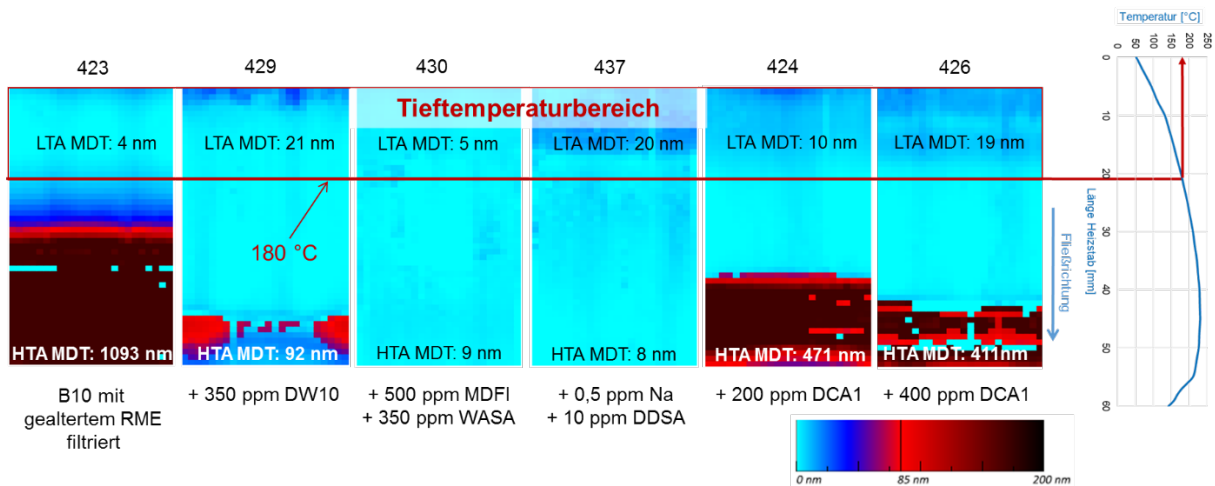 Temperatur [°C]
0 50 100 150 200 250
423
429
430
437
424
426
Tieftemperaturbereich
LTA MDT: 4 nm
LTA MDT: 21 nm
LTA MDT: 5 nm
LTA MDT: 20 nm
LTA MDT: 10 nm
LTA MDT: 19 nm
180 °C
HTA MDT: 1093 nm
HTA MDT: 92 nm
HTA MDT: 9 nm
HTA MDT: 8 nm
HTA MDT: 471 nm
HTA MDT: 411nm
Fließrichtung
Länge Heizstab [mm]
0
10
20
30
40
50
60
B10 mit
gealtertem RME
filtriert
+ 350 ppm DW10
+ 500 ppm MDFI
+ 350 ppm WASA
+ 0,5 ppm Na
+ 10 ppm DDSA
+ 200 ppm DCA1
+ 400 ppm DCA1
0 nm
85 nm
200 nm